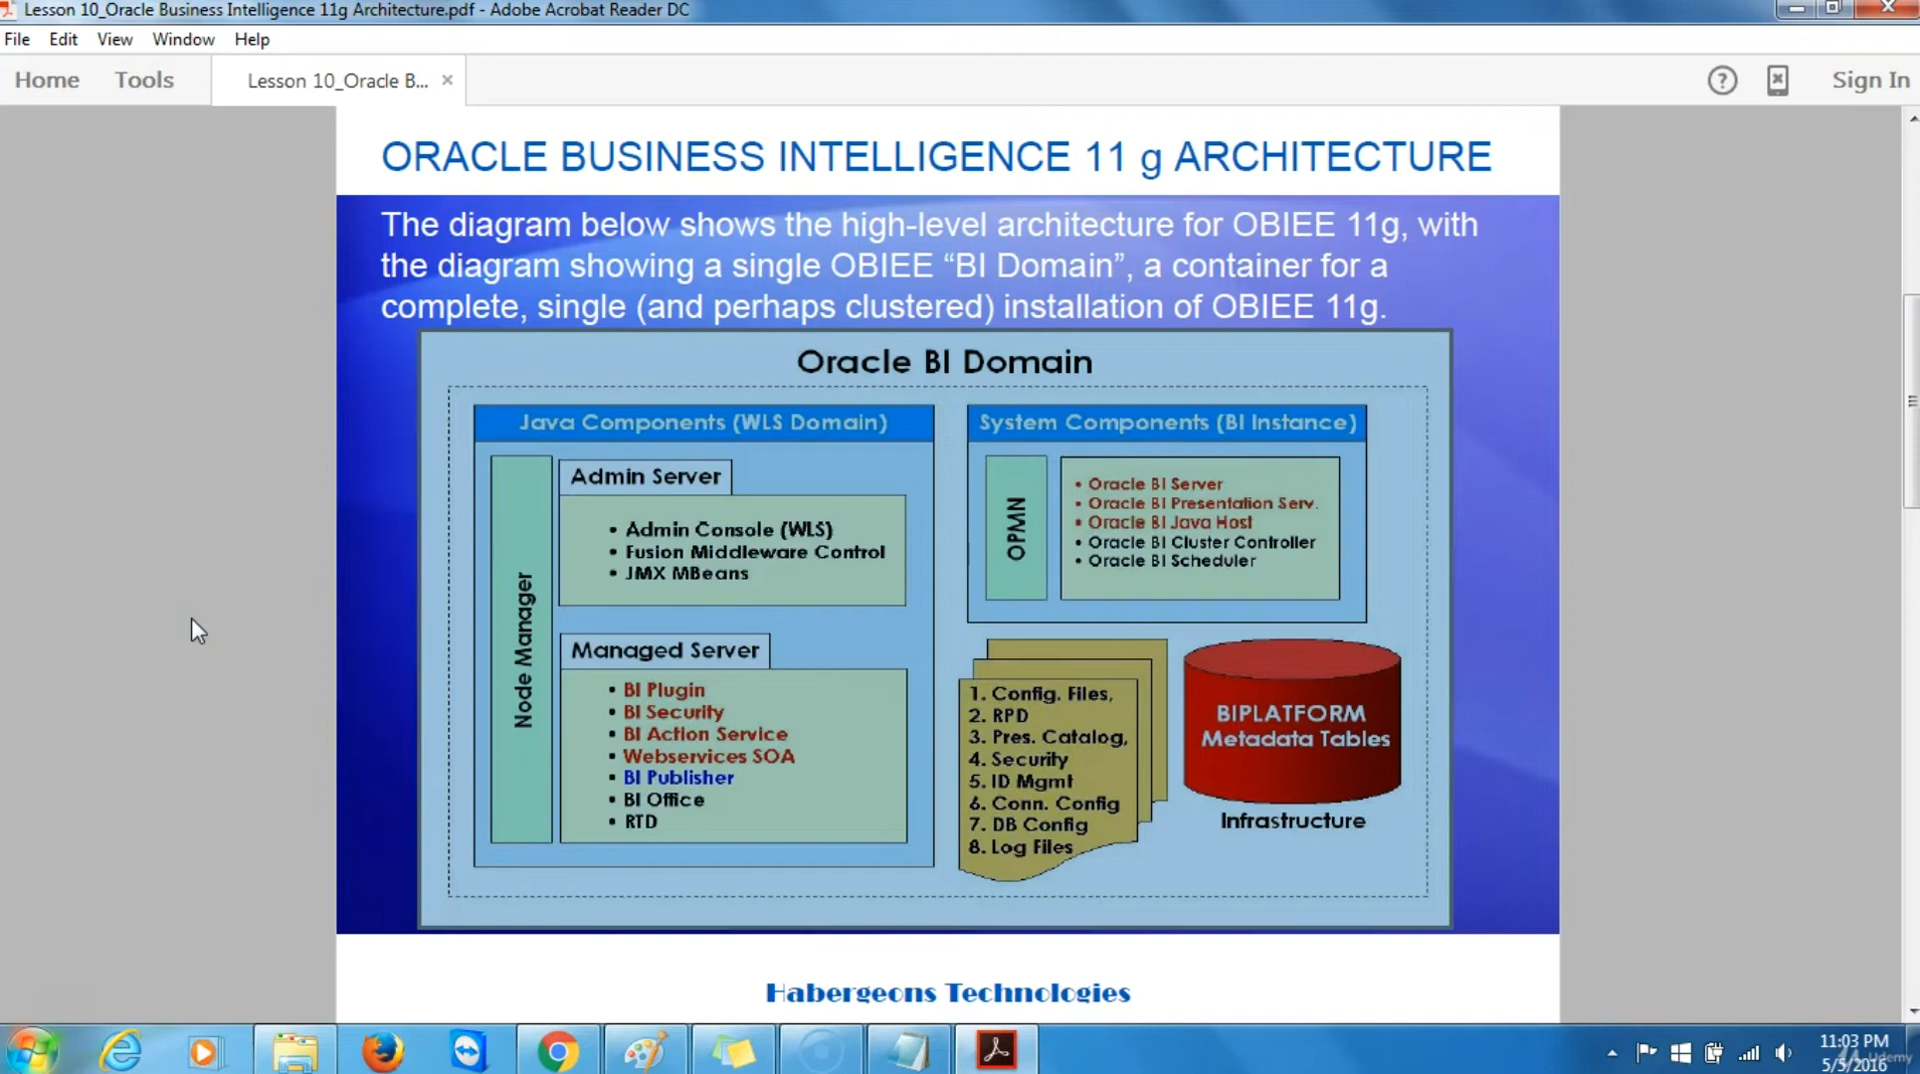 Lesson 10_Oracle Business Intelligence 11g Architecture.pdf - Adobe Acrobat Reader DC
File Edit View Window Help
Home Tools Lesson 10_Oracle B... × ? Sign In
ORACLE BUSINESS INTELLIGENCE 11 g ARCHITECTURE
The diagram below shows the high-level architecture for OBIEE 11g, with
the diagram showing a single OBIEE “BI Domain”, a container for a
complete, single (and perhaps clustered) installation of OBIEE 11g.
Oracle BI Domain
Java Components (WLS Domain)
Node Manager
Admin Server
• Admin Console (WLS)
• Fusion Middleware Control
• JMX MBeans
Managed Server
• BI Plugin
• BI Security
• BI Action Service
• Webservices SOA
• BI Publisher
• BI Office
• RTD
System Components (BI Instance)
OPMN
• Oracle BI Server
• Oracle BI Presentation Serv.
• Oracle BI Java Host
• Oracle BI Cluster Controller
• Oracle BI Scheduler
1. Config. Files,
2. RPD
3. Pres. Catalog,
4. Security
5. ID Mgmt
6. Conn. Config
7. DB Config
8. Log Files
BIPLATFORM
Metadata Tables
Infrastructure
Habergeons Technologies
11:03 PM
5/5/2016
Udemy